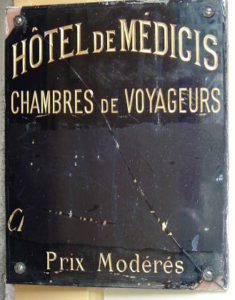 HÔTEL DE MÉDICIS
CHAMBRES DE VOYAGEURS
Prix Modérés